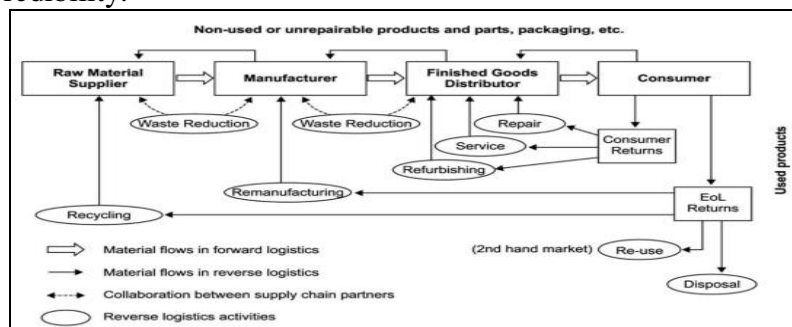 Non-used or unrepairable products and parts, packaging, etc.
Raw Material
Supplier
Manufacturer
Finished Goods
Distributor
Consumer
Waste Reduction
Waste Reduction
Repair
Service
Refurbishing
Consumer
Returns
Used products
Remanufacturing
Recycling
EoL
Returns
(2nd hand market)
Re-use
Disposal
Material flows in forward logistics
Material flows in reverse logistics
Collaboration between supply chain partners
Reverse logistics activities